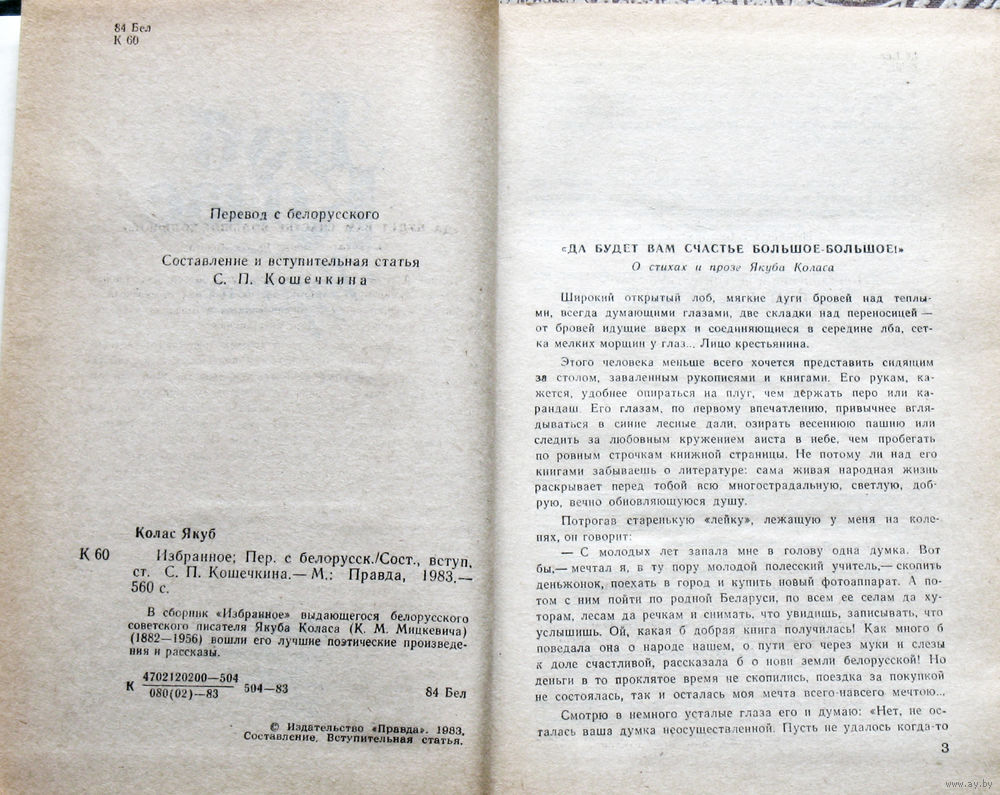 84 Бел
К 60
Перевод с белорусского
Составление и вступительная статья
С. П. Кошечкина
Колас Якуб
К 60 Избранное; Пер. с белорусск./Сост., вступ.
ст. С. П. Кошечкина.— М.: Правда, 1983.—
560 с.
В сборник «Избранное» выдающегося белорусского
советского писателя Якуба Коласа (К. М. Мицкевича)
(1882—1956) вошли его лучшие поэтические произведе-
ния и рассказы.
4702120200—504
К 080(02)—83 504—83 84 Бел
© Издательство «Правда». 1983.
Составление. Вступительная статья.
«ДА БУДЕТ ВАМ СЧАСТЬЕ БОЛЬШОЕ-БОЛЬШОЕ!»
О стихах и прозе Якуба Коласа
Широкий открытый лоб, мягкие дуги бровей над теплы-
ми, всегда думающими глазами, две складки над переносицей —
от бровей идущие вверх и соединяющиеся в середине лба, сет-
ка мелких морщин у глаз... Лицо крестьянина.
Этого человека меньше всего хочется представить сидящим
за столом, заваленным рукописями и книгами. Его рукам, ка-
жется, удобнее опираться на плуг, чем держать перо или ка-
рандаш. Его глазам, по первому впечатлению, привычнее вгля-
дываться в синие лесные дали, озирать весеннюю пашню или
следить за любовным кружением аиста в небе, чем пробегать
по ровным строчкам книжной страницы. Не потому ли над его
книгами забываешь о литературе: сама живая народная жизнь
раскрывает перед тобой всю многострадальную, светлую, доб-
рую, вечно обновляющуюся душу.
Потрогав старенькую «лейку», лежащую у меня на коле-
нях, он говорит:
— С молодых лет запала мне в голову одна думка. Вот
бы,— мечтал я, в ту пору молодой полесский учитель,— скопить
деньжонок, поехать в город и купить новый фотоаппарат. А по-
том с ним пойти по родной Беларуси, по всем ее селам да ху-
торам, лесам да речкам и снимать, что увидишь, записывать, что
услышишь. Ой, какая б добрая книга получилась! Как много б
поведала она о народе нашем, о пути его через муки и слезы
к доле счастливой, рассказала б о нови земли белорусской! Но
деньги в то проклятое время не скопились, поездка за покупкой
не состоялась, так и осталась моя мечта всего-навсего мечтою...
Смотрю в немного усталые глаза его и думаю: «Нет, не ос-
талась ваша думка неосуществленной. Пусть не удалось когда-то
3
www.ay.by